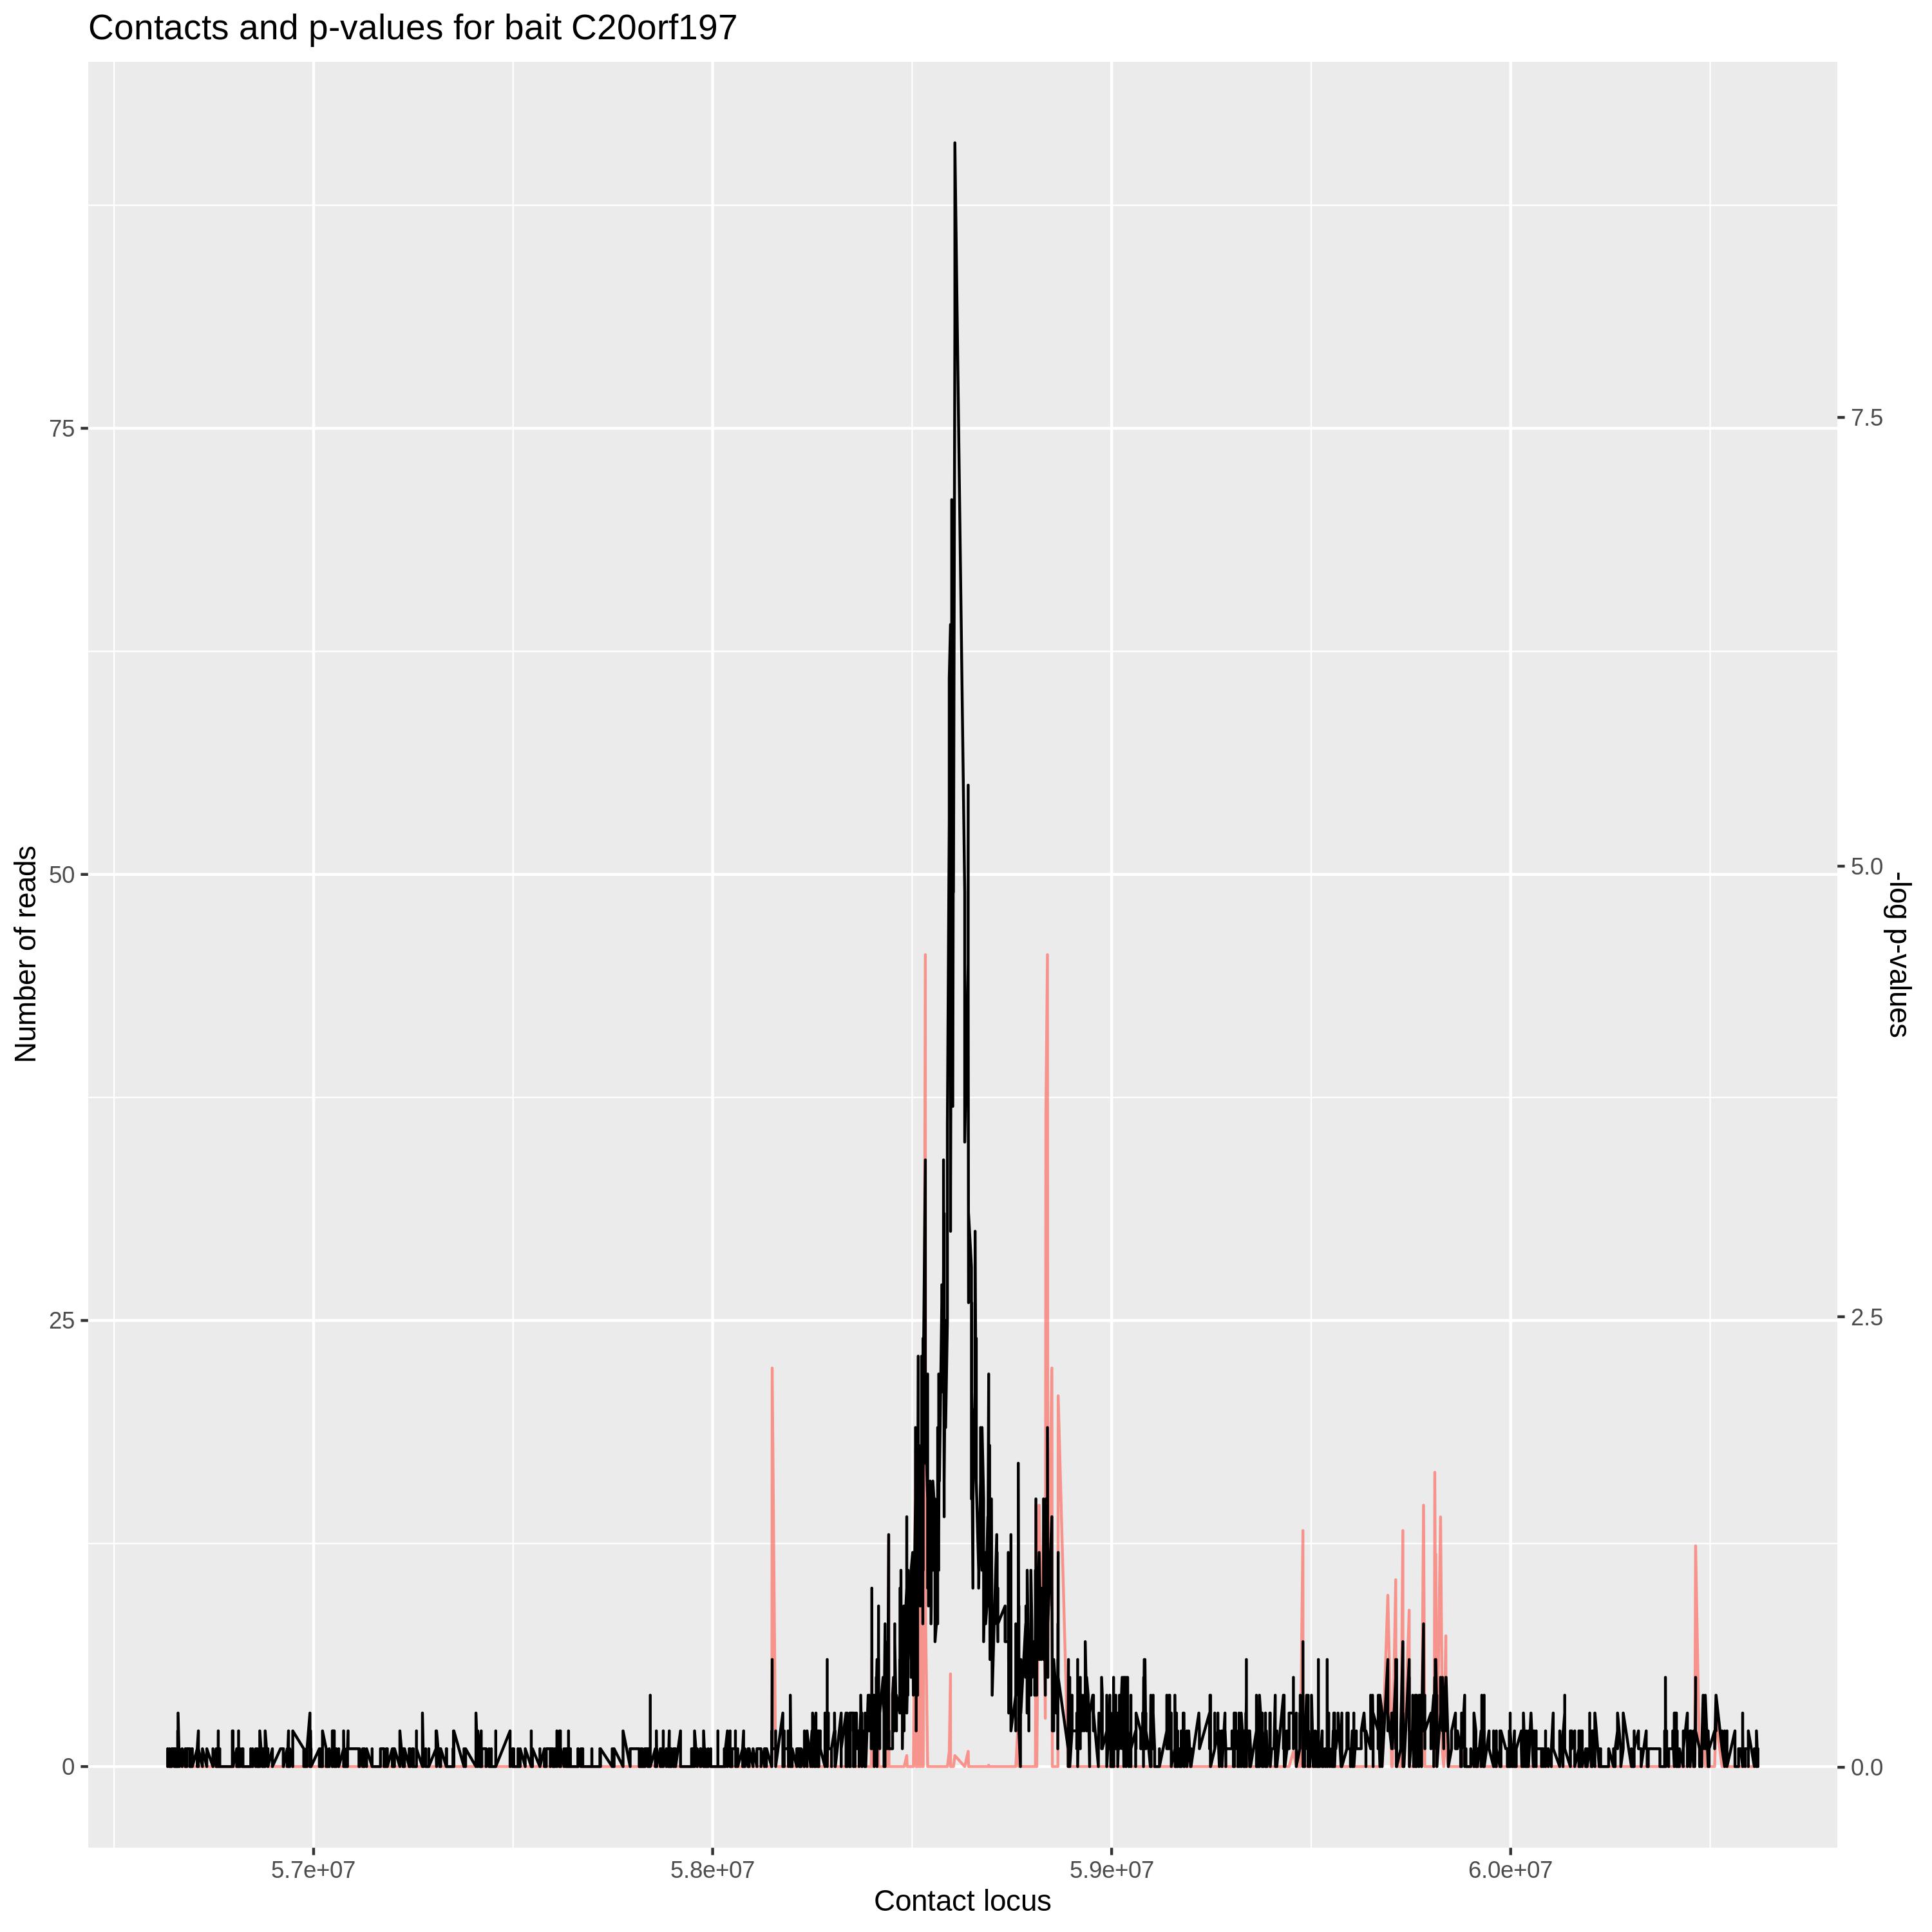 Contacts and p-values for bait C20orf197
75
50
25
0
7.5
5.0
2.5
0.0
Number of reads
-log p-values
5.7e+07
5.8e+07
5.9e+07
6.0e+07
Contact locus